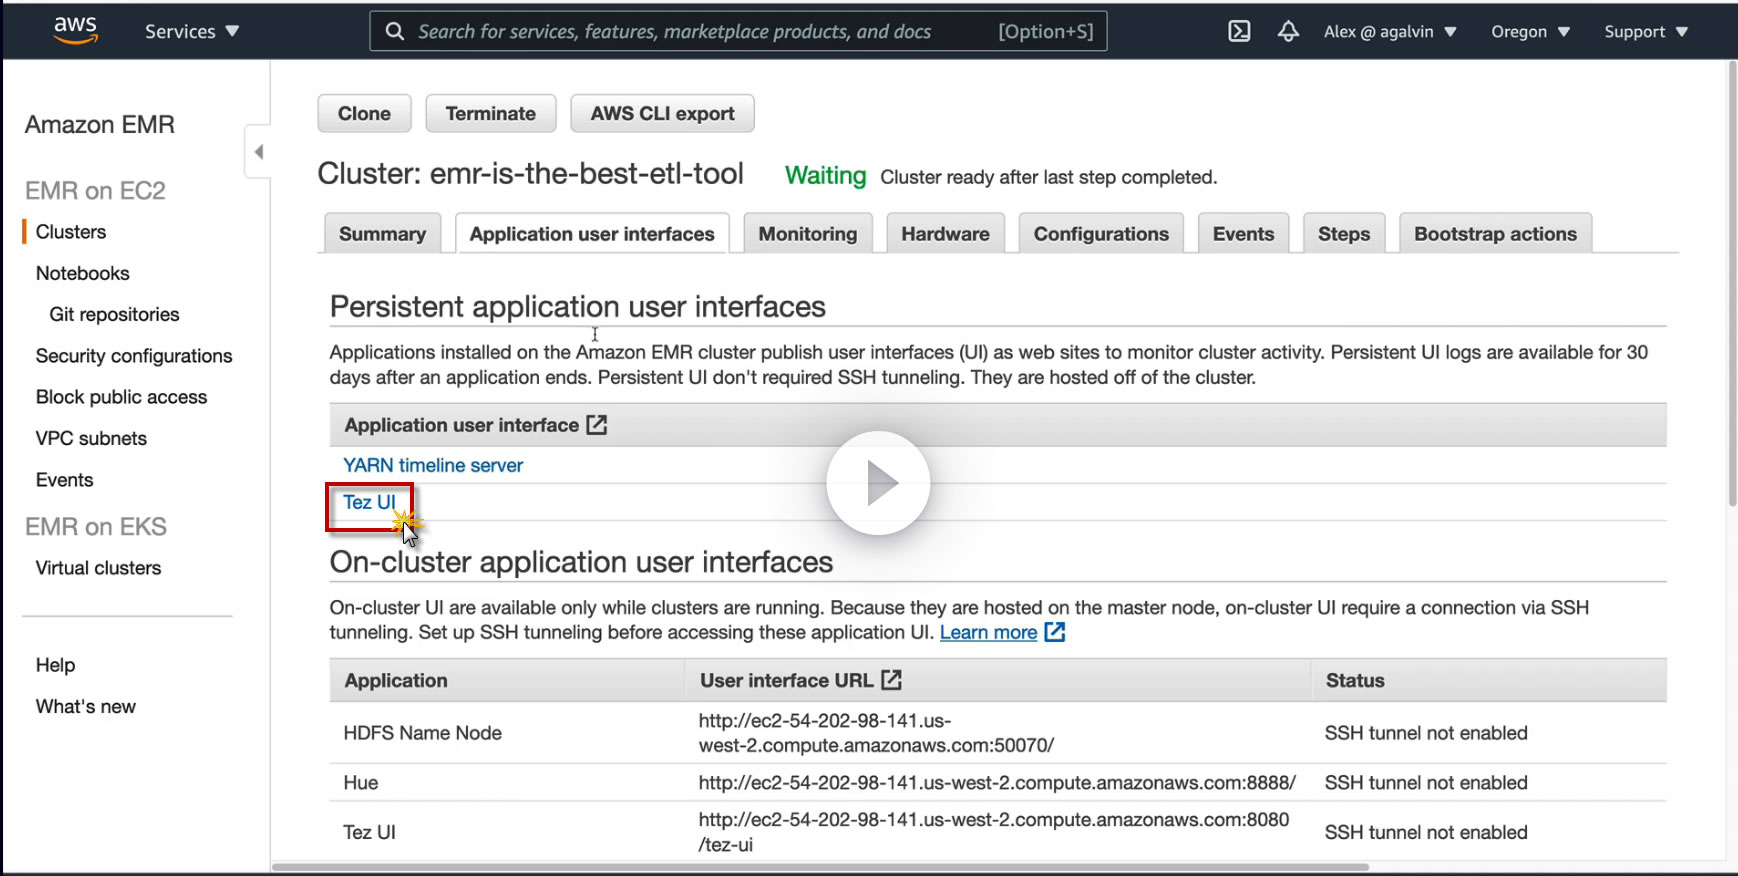 aws
Services
Search for services, features, marketplace products, and docs
[Option+S]
Alex @ agalvin
Oregon
Support
Amazon EMR
EMR on EC2
Clusters
Notebooks
Git repositories
Security configurations
Block public access
VPC subnets
Events
EMR on EKS
Virtual clusters
Help
What's new
Clone
Terminate
AWS CLI export
Cluster: emr-is-the-best-etl-tool
Waiting
Cluster ready after last step completed.
Summary
Application user interfaces
Monitoring
Hardware
Configurations
Events
Steps
Bootstrap actions
Persistent application user interfaces
Applications installed on the Amazon EMR cluster publish user interfaces (UI) as web sites to monitor cluster activity. Persistent UI logs are available for 30
days after an application ends. Persistent UI don't required SSH tunneling. They are hosted off of the cluster.
Application user interface
YARN timeline server
Tez UI
On-cluster application user interfaces
On-cluster UI are available only while clusters are running. Because they are hosted on the master node, on-cluster UI require a connection via SSH
tunneling. Set up SSH tunneling before accessing these application UI. Learn more
Application
User interface URL
Status
HDFS Name Node
http://ec2-54-202-98-141.us-
west-2.compute.amazonaws.com:50070/
SSH tunnel not enabled
Hue
http://ec2-54-202-98-141.us-west-2.compute.amazonaws.com:8888/
SSH tunnel not enabled
Tez UI
http://ec2-54-202-98-141.us-west-2.compute.amazonaws.com:8080
/tez-ui
SSH tunnel not enabled